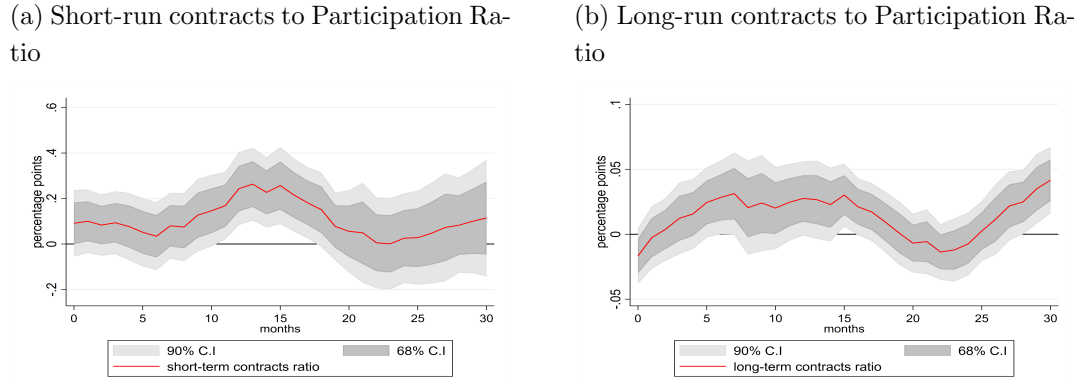 (a) Short-run contracts to Participation Ra-
tio
.6
.4
.2
0
-.2
percentage points
0 5 10 15 20 25 30
months
90% C.I 68% C.I
short-term contracts ratio
(b) Long-run contracts to Participation Ra-
tio
.1
.05
0
-.05
percentage points
0 5 10 15 20 25 30
months
90% C.I 68% C.I
long-term contracts ratio